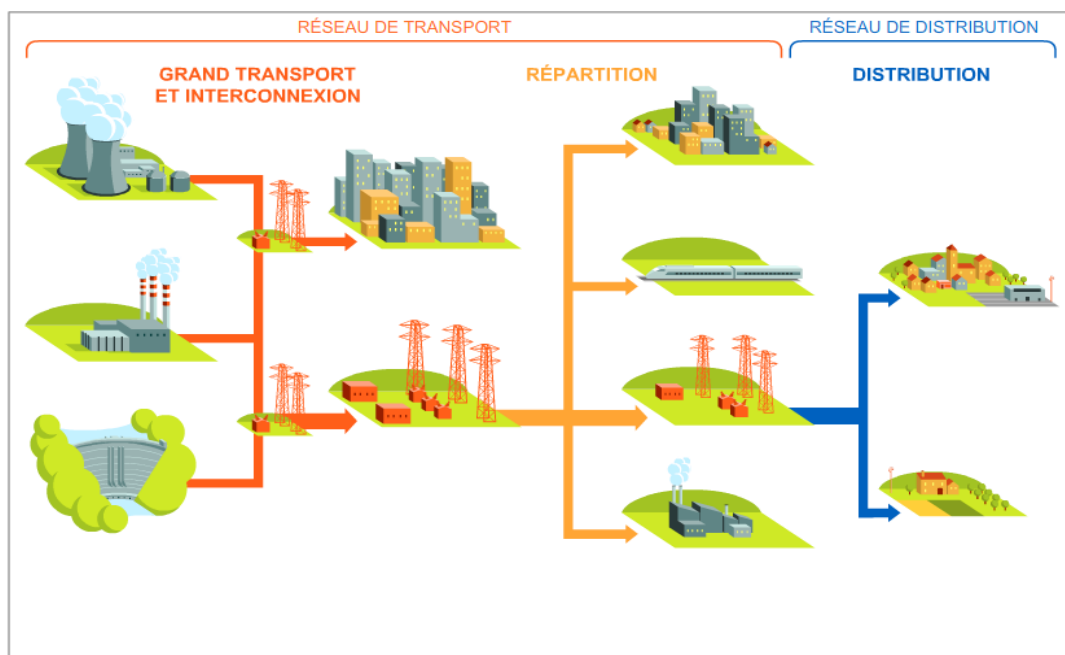 RÉSEAU DE TRANSPORT
RÉSEAU DE DISTRIBUTION
GRAND TRANSPORT
ET INTERCONNEXION
RÉPARTITION
DISTRIBUTION